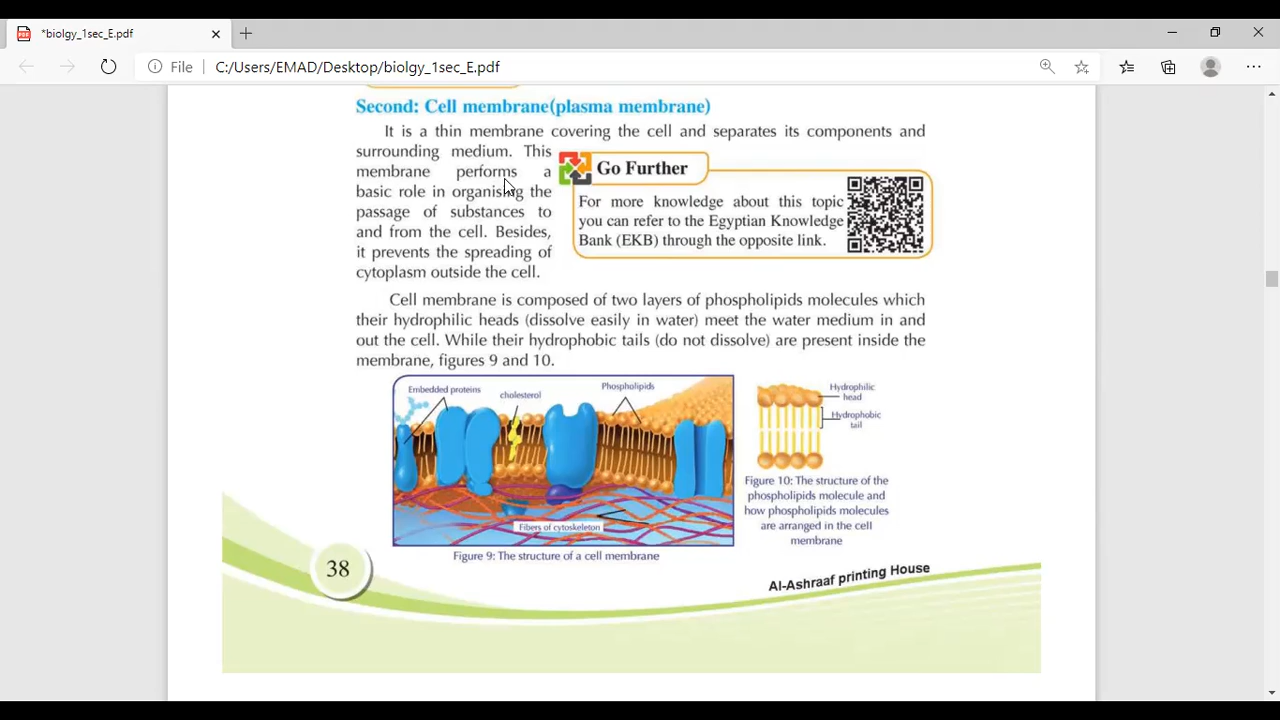 *biolgy_1sec_E.pdf
File
C:/Users/EMAD/Desktop/biolgy_1sec_E.pdf
Second: Cell membrane(plasma membrane)
It is a thin membrane covering the cell and separates its components and
surrounding medium. This
membrane performs a
basic role in organising the
passage of substances to
and from the cell. Besides,
it prevents the spreading of
cytoplasm outside the cell.
Go Further
For more knowledge about this topic
you can refer to the Egyptian Knowledge
Bank (EKB) through the opposite link.
Cell membrane is composed of two layers of phospholipids molecules which
their hydrophilic heads (dissolve easily in water) meet the water medium in and
out the cell. While their hydrophobic tails (do not dissolve) are present inside the
membrane, figures 9 and 10.
Embedded proteins
cholesterol
Phospholipids
Fibers of cytoskeleton
Figure 9: The structure of a cell membrane
Hydrophilic
head
Hydrophobic
tail
Figure 10: The structure of the
phospholipids molecule and
how phospholipids molecules
are arranged in the cell
membrane
38
Al-Ashraaf printing House